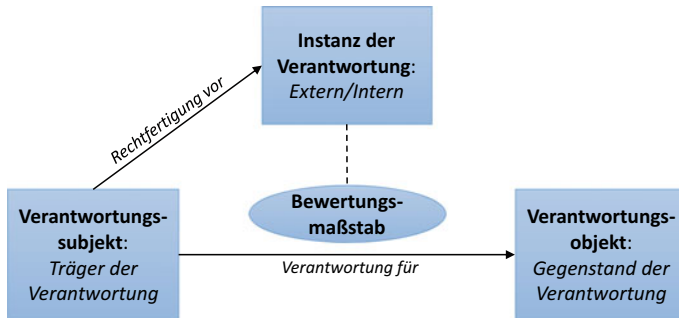 Instanz der
Verantwortung:
Extern/Intern
Rechtfertigung vor
Bewertungs-
maßstab
Verantwortungs-
subjekt:
Träger der
Verantwortung
Verantwortung für
Verantwortungs-
objekt:
Gegenstand der
Verantwortung